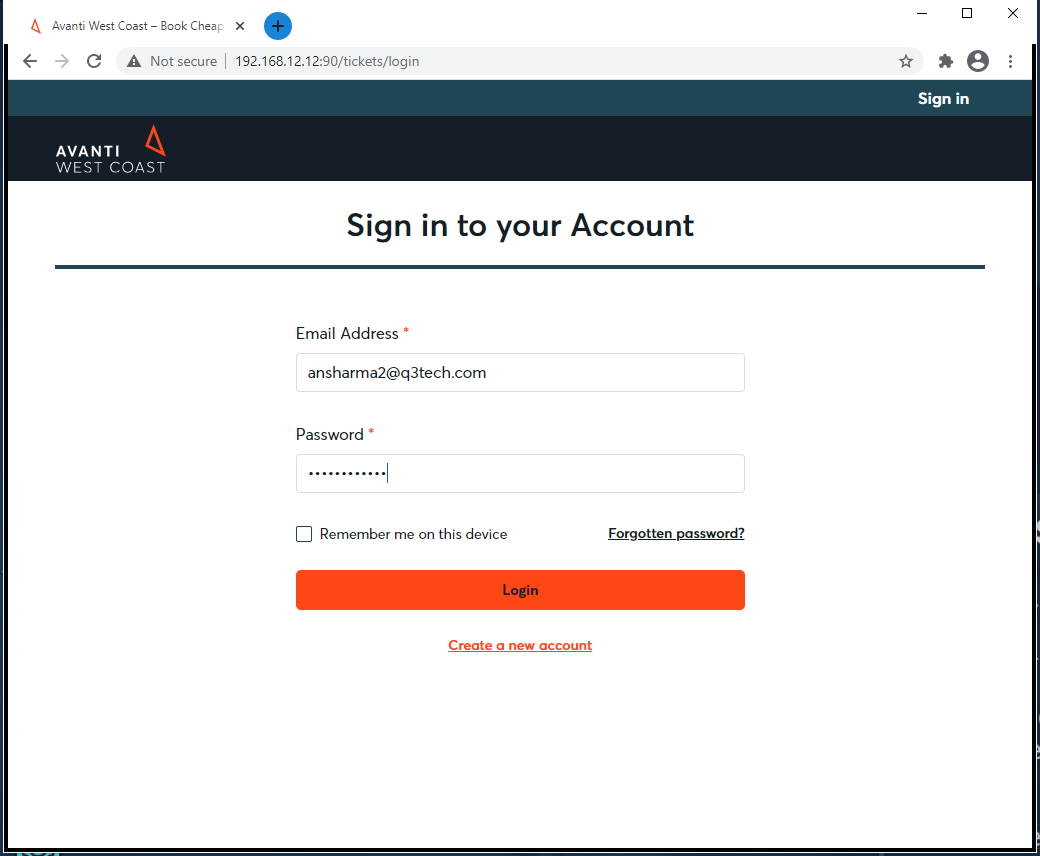 Avanti West Coast – Book Cheap
Not secure
192.168.12.12:90/tickets/login
Sign in
AVANTI
WEST COAST
Sign in to your Account
Email Address *
ansharma2@q3tech.com
Password *
••••••••••••
Remember me on this device
Forgotten password?
Login
Create a new account